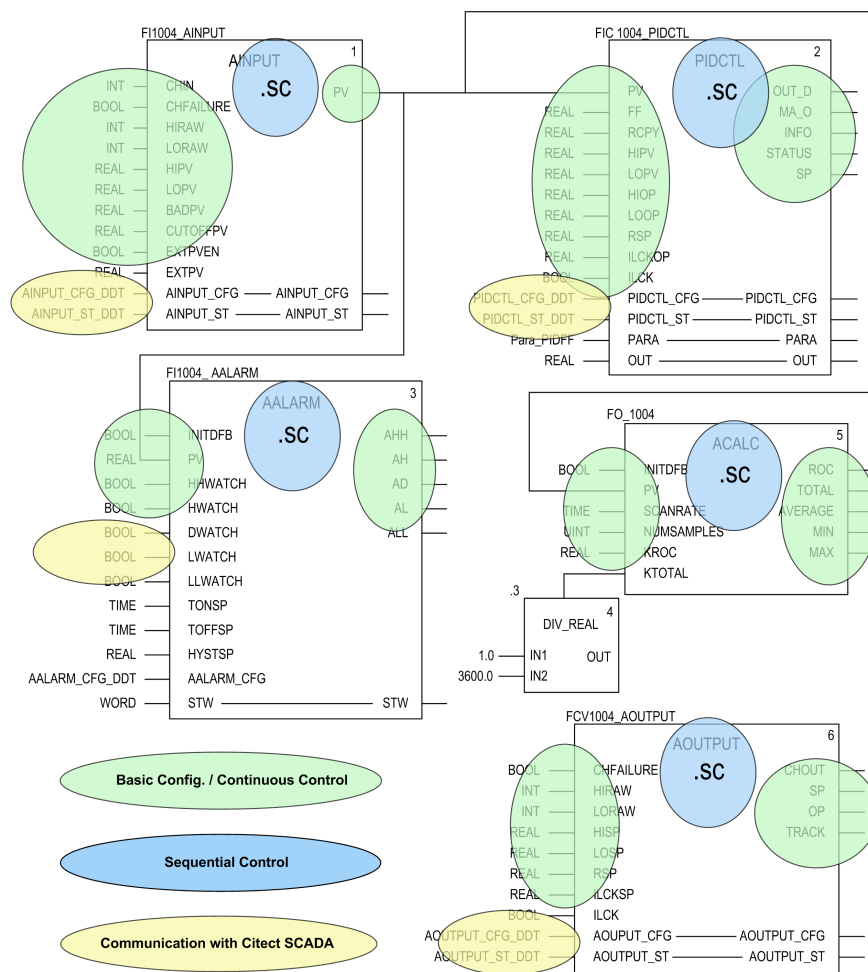 FI1004_AINPUT
AINPUT
1
.SC
INT CHIN PV
BOOL CHFAILURE
INT HIRAW
INT LORAW
REAL HIPV
REAL LOPV
REAL BADPV
REAL CUTOFFPV
BOOL EXTPVEN
REAL EXTPV
AINPUT_CFG_DDT AINPUT_CFG AINPUT_CFG
AINPUT_ST_DDT AINPUT_ST AINPUT_ST
FIC 1004_PIDCTL
PIDCTL
2
.SC
PV OUT_D
REAL FF MA_O
REAL RCPY INFO
REAL HIPV STATUS
REAL LOPV SP
REAL HIOP
REAL LOOP
REAL RSP
REAL ILCKOP
BOOL ILCK
PIDCTL_CFG_DDT PIDCTL_CFG PIDCTL_CFG
PIDCTL_ST_DDT PIDCTL_ST PIDCTL_ST
Para_PIDFF PARA PARA
REAL OUT OUT
FI1004_ AALARM
AALARM
3
.SC
BOOL INITDFB AHH
REAL PV AH
BOOL HHWATCH AD
BOOL HWATCH AL
BOOL DWATCH ALL
BOOL LWATCH
BOOL LLWATCH
TIME TONSP
TIME TOFFSP
REAL HYSTSP
AALARM_CFG_DDT AALARM_CFG
WORD STW STW
FO_1004
ACALC
5
.SC
BOOL INITDFB ROC
PV TOTAL
TIME SCANRATE AVERAGE
UINT NUMSAMPLES MIN
REAL KROC MAX
KTOTAL
.3
4
DIV_REAL
1.0 IN1 OUT
3600.0 IN2
FCV1004_AOUTPUT
AOUTPUT
6
.SC
BOOL CHFAILURE CHOUT
INT HIRAW SP
INT LORAW OP
REAL HISP TRACK
REAL LOSP
REAL RSP
REAL ILCKSP
BOOL ILCK
AOUTPUT_CFG_DDT AOUPUT_CFG AOUTPUT_CFG
AOUTPUT_ST_DDT AOUTPUT_ST AOUTPUT_ST
Basic Config. / Continuous Control
Sequential Control
Communication with Citect SCADA